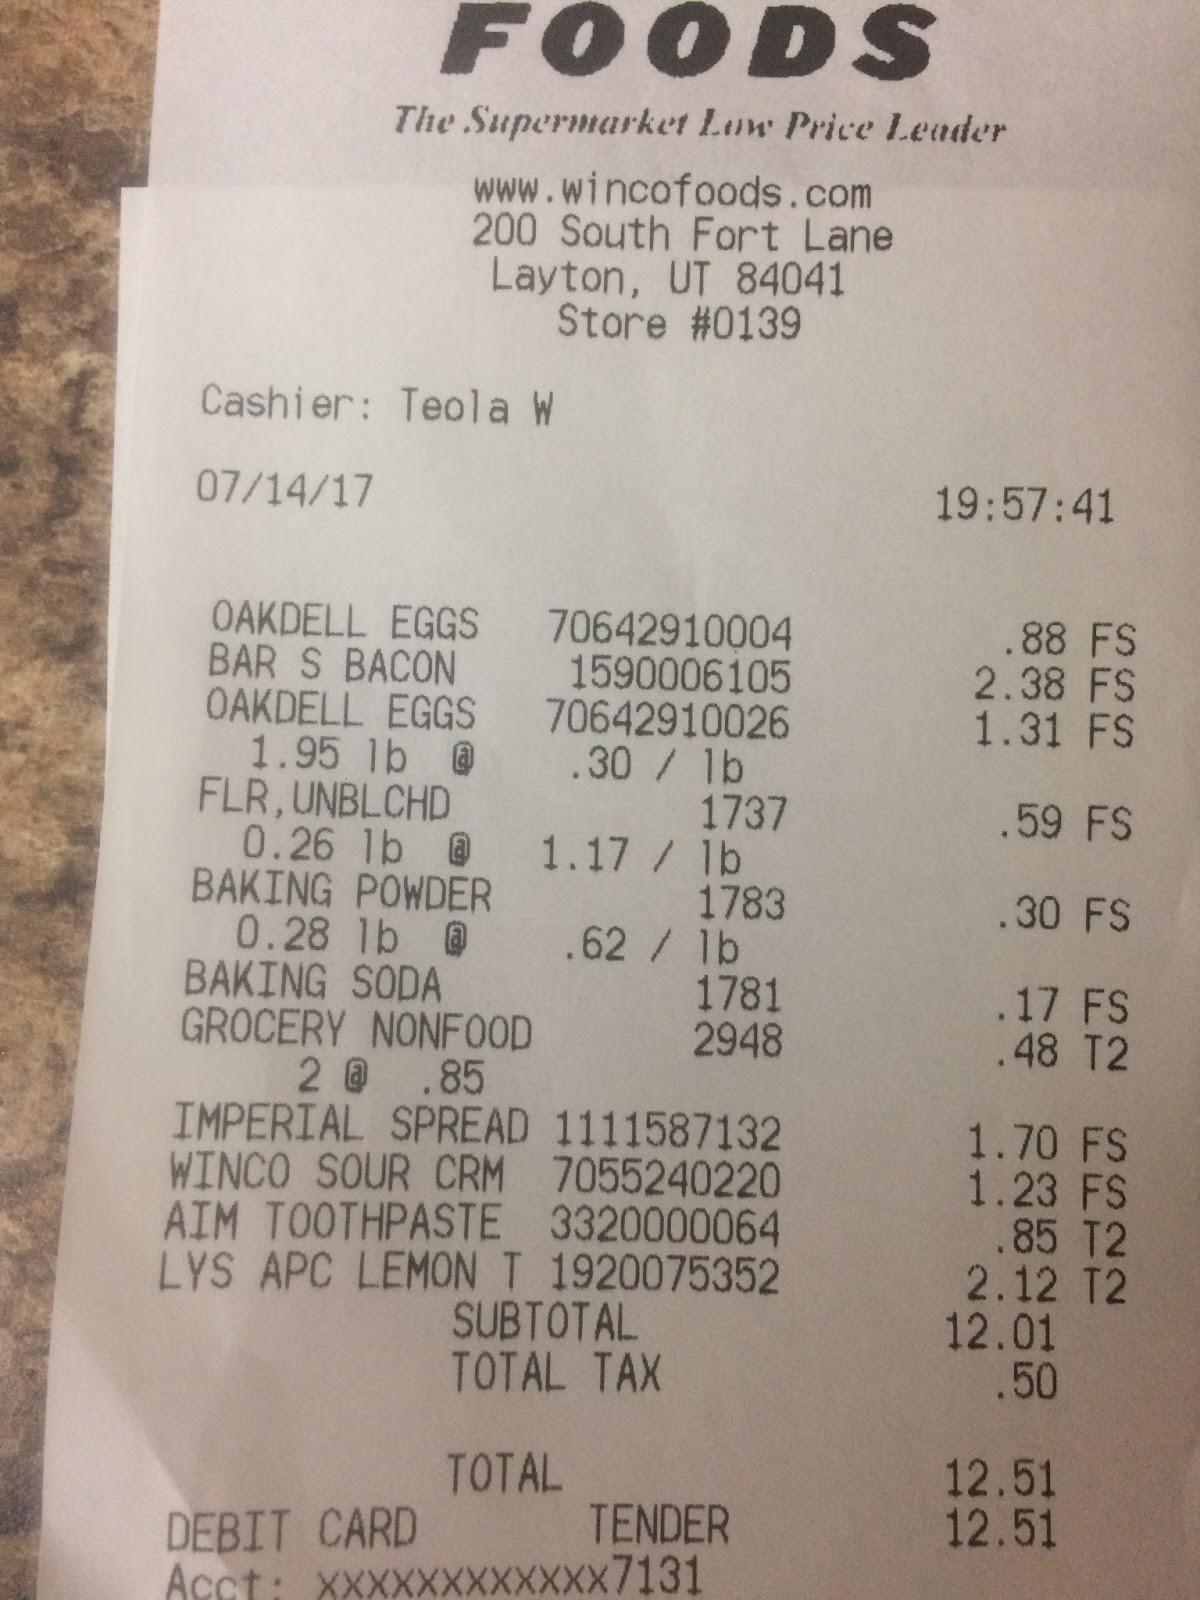 FOODS
The Supermarket Low Price Leader
www.wincofoods.com
200 South Fort Lane
Layton, UT 84041
Store #0139
Cashier: Teola W
07/14/17 19:57:41
OAKDELL EGGS 70642910004 .88 FS
BAR S BACON 1590006105 2.38 FS
OAKDELL EGGS 70642910026 1.31 FS
1.95 lb @ .30 / lb
FLR,UNBLCHD 1737 .59 FS
0.26 lb @ 1.17 / lb
BAKING POWDER 1783 .30 FS
0.28 lb @ .62 / lb
BAKING SODA 1781 .17 FS
GROCERY NONFOOD 2948 .48 T2
2 @ .85
IMPERIAL SPREAD 1111587132 1.70 FS
WINCO SOUR CRM 7055240220 1.23 FS
AIM TOOTHPASTE 3320000064 .85 T2
LYS APC LEMON T 1920075352 2.12 T2
SUBTOTAL 12.01
TOTAL TAX .50
TOTAL 12.51
DEBIT CARD TENDER 12.51
Acct: xxxxxxxxxxxx7131